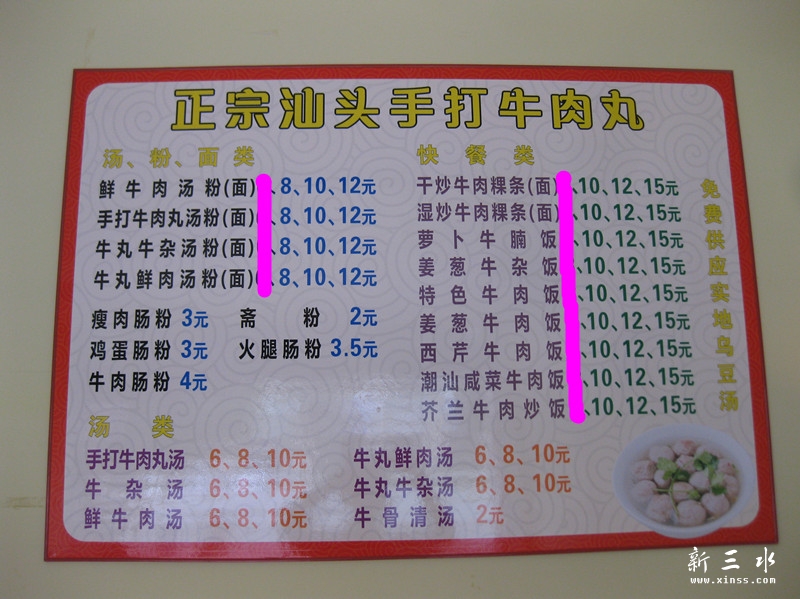 正宗汕头手打牛肉丸
汤、粉、面 类
鲜牛肉汤粉(面) 、8、10、12元
手打牛肉丸汤粉(面) 、8、10、12元
牛丸牛杂汤粉(面) 、8、10、12元
牛丸鲜肉汤粉(面) 、8、10、12元
瘦肉肠粉 3元 斋粉 2元
鸡蛋肠粉 3元 火腿肠粉 3.5元
牛肉肠粉 4元
快餐类
干炒牛肉粿条(面) 、10、12、15元
湿炒牛肉粿条(面) 、10、12、15元
萝卜牛腩饭 、10、12、15元
姜葱牛杂饭 、10、12、15元
特色牛肉饭 、10、12、15元
姜葱牛肉饭 、10、12、15元
西芹牛肉饭 、10、12、15元
潮汕咸菜牛肉饭 、10、12、15元
芥兰牛肉炒饭 、10、12、15元
免费供应实地乌豆汤
汤类
手打牛肉丸汤 6、8、10元 牛丸鲜肉汤 6、8、10元
牛杂汤 6、8、10元 牛丸牛杂汤 6、8、10元
鲜牛肉汤 6、8、10元 牛骨清汤 2元
新三水
www.xinss.com